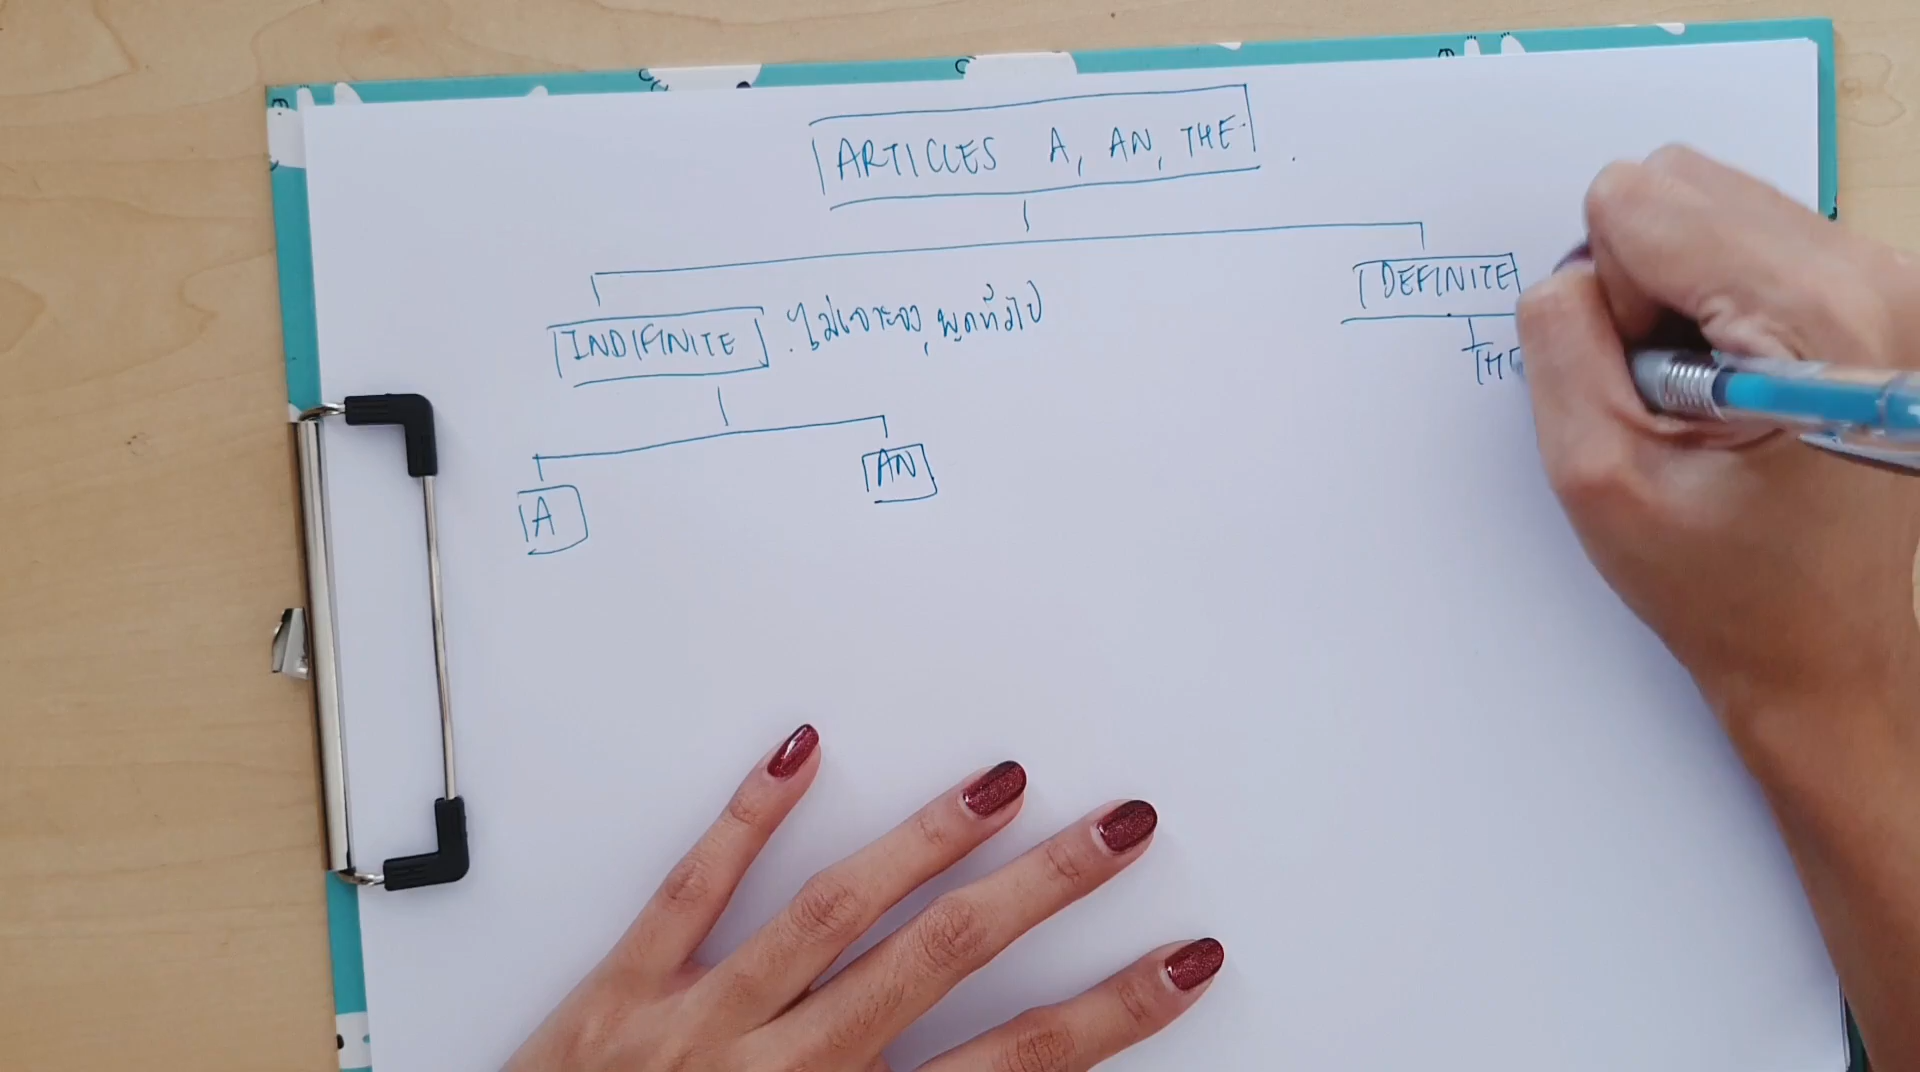 ARTICLES A, AN, THE.
INDIFINITE . ไม่เจาะจง, พูดทั่วไป
DEFINITE
THE
A
AN